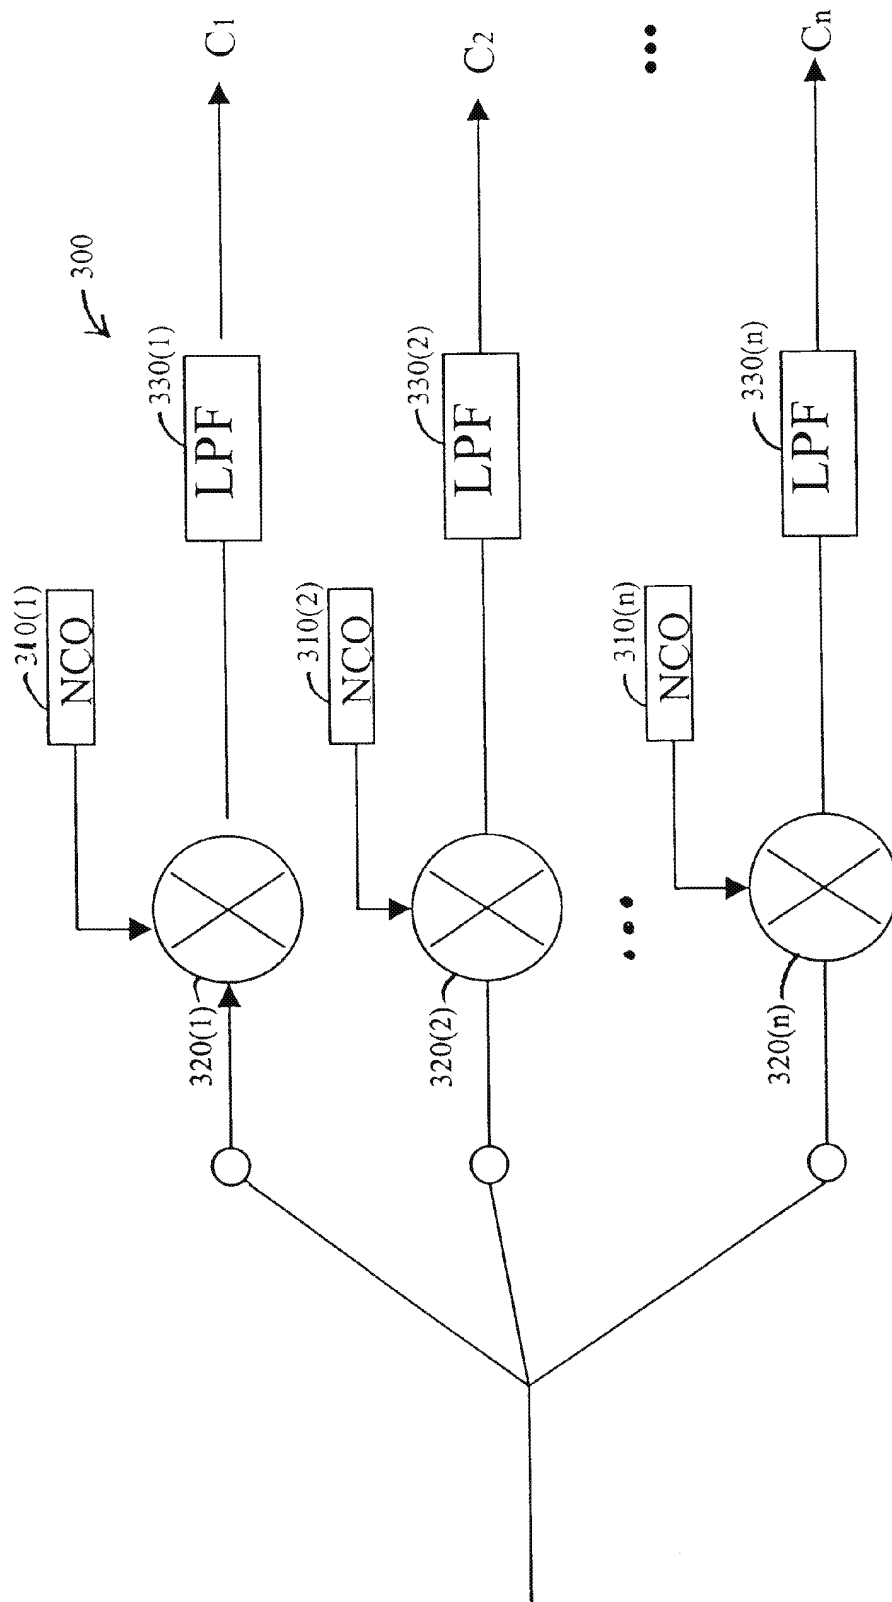 300
310(1)
NCO
320(1)
330(1)
LPF
C1
310(2)
NCO
320(2)
330(2)
LPF
C2
310(n)
NCO
320(n)
330(n)
LPF
Cn